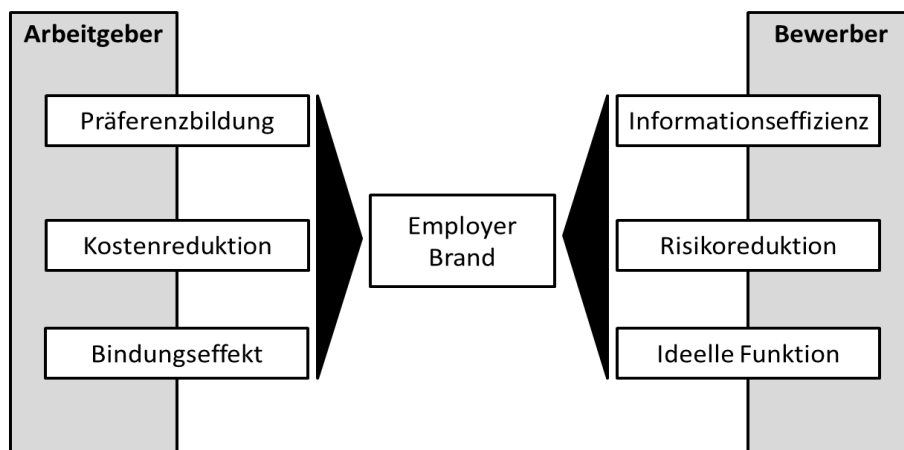 Arbeitgeber
Präferenzbildung
Kostenreduktion
Bindungseffekt
Employer
Brand
Bewerber
Informationseffizienz
Risikoreduktion
Ideelle Funktion